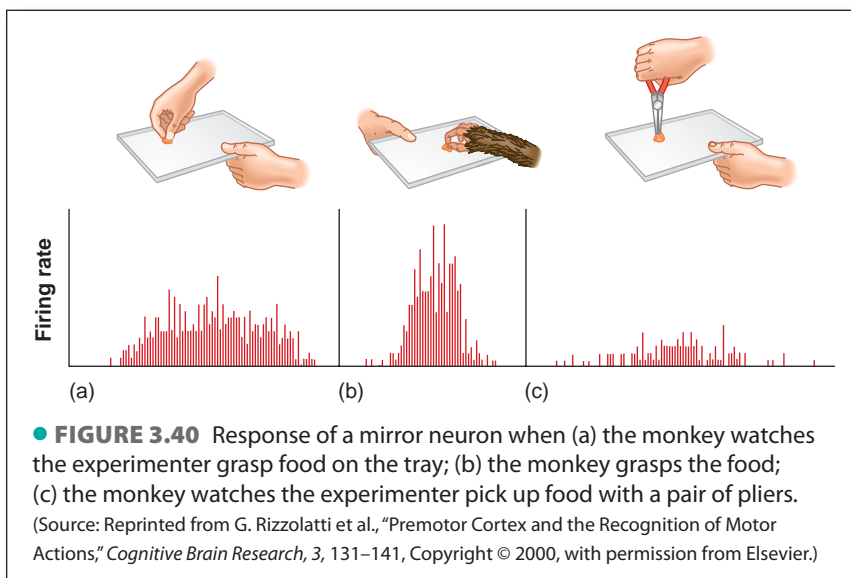 Firing rate
(a)
(b)
(c)
● FIGURE 3.40 Response of a mirror neuron when (a) the monkey watches
the experimenter grasp food on the tray; (b) the monkey grasps the food;
(c) the monkey watches the experimenter pick up food with a pair of pliers.
(Source: Reprinted from G. Rizzolatti et al., “Premotor Cortex and the Recognition of Motor
Actions,” Cognitive Brain Research, 3, 131–141, Copyright © 2000, with permission from Elsevier.)